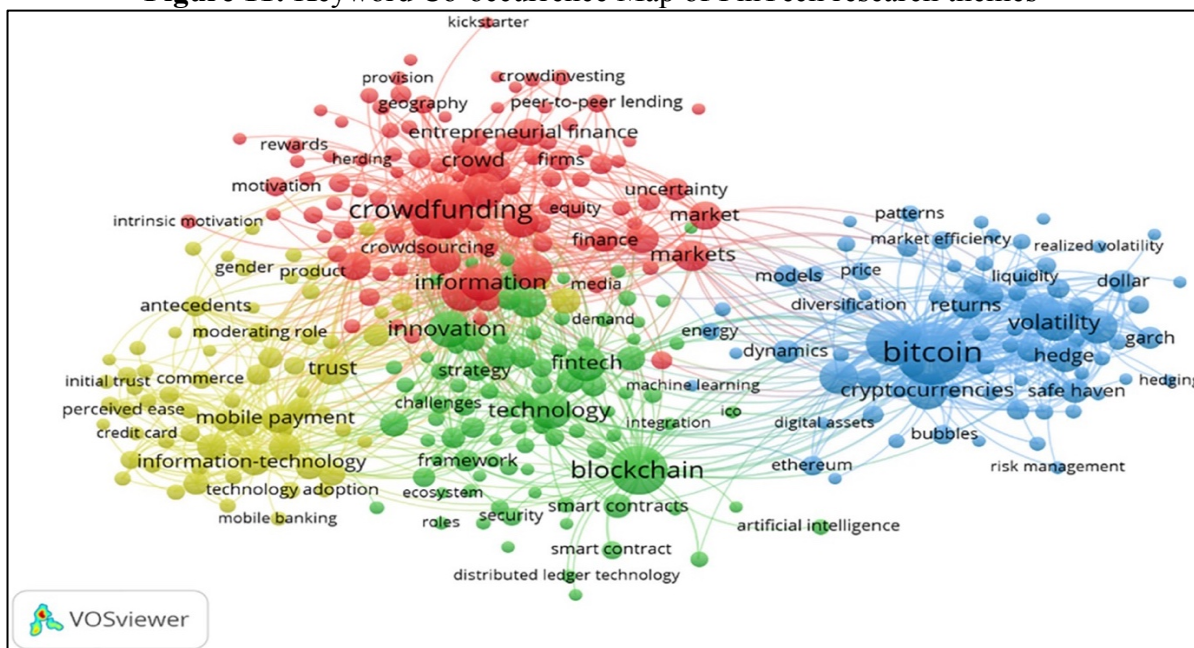 Figure 11: Keyword Co-occurrence Map of FinTech research themes
kickstarter
provision
crowdinvesting
geography
peer-to-peer lending
entrepreneurial finance
rewards
herding
crowd
firms
motivation
uncertainty
crowdfunding
equity
market
intrinsic motivation
patterns
crowdsourcing
finance
markets
market efficiency
realized volatility
gender
product
information
media
models
price
liquidity
dollar
antecedents
diversification
returns
moderating role
innovation
demand
energy
volatility
garch
trust
strategy
fintech
dynamics
bitcoin
hedge
initial trust
commerce
machine learning
hedging
perceived ease
mobile payment
challenges
technology
ico
cryptocurrencies
safe haven
credit card
integration
digital assets
information-technology
framework
blockchain
ethereum
bubbles
risk management
technology adoption
ecosystem
mobile banking
roles
security
smart contracts
artificial intelligence
smart contract
distributed ledger technology
VOSviewer